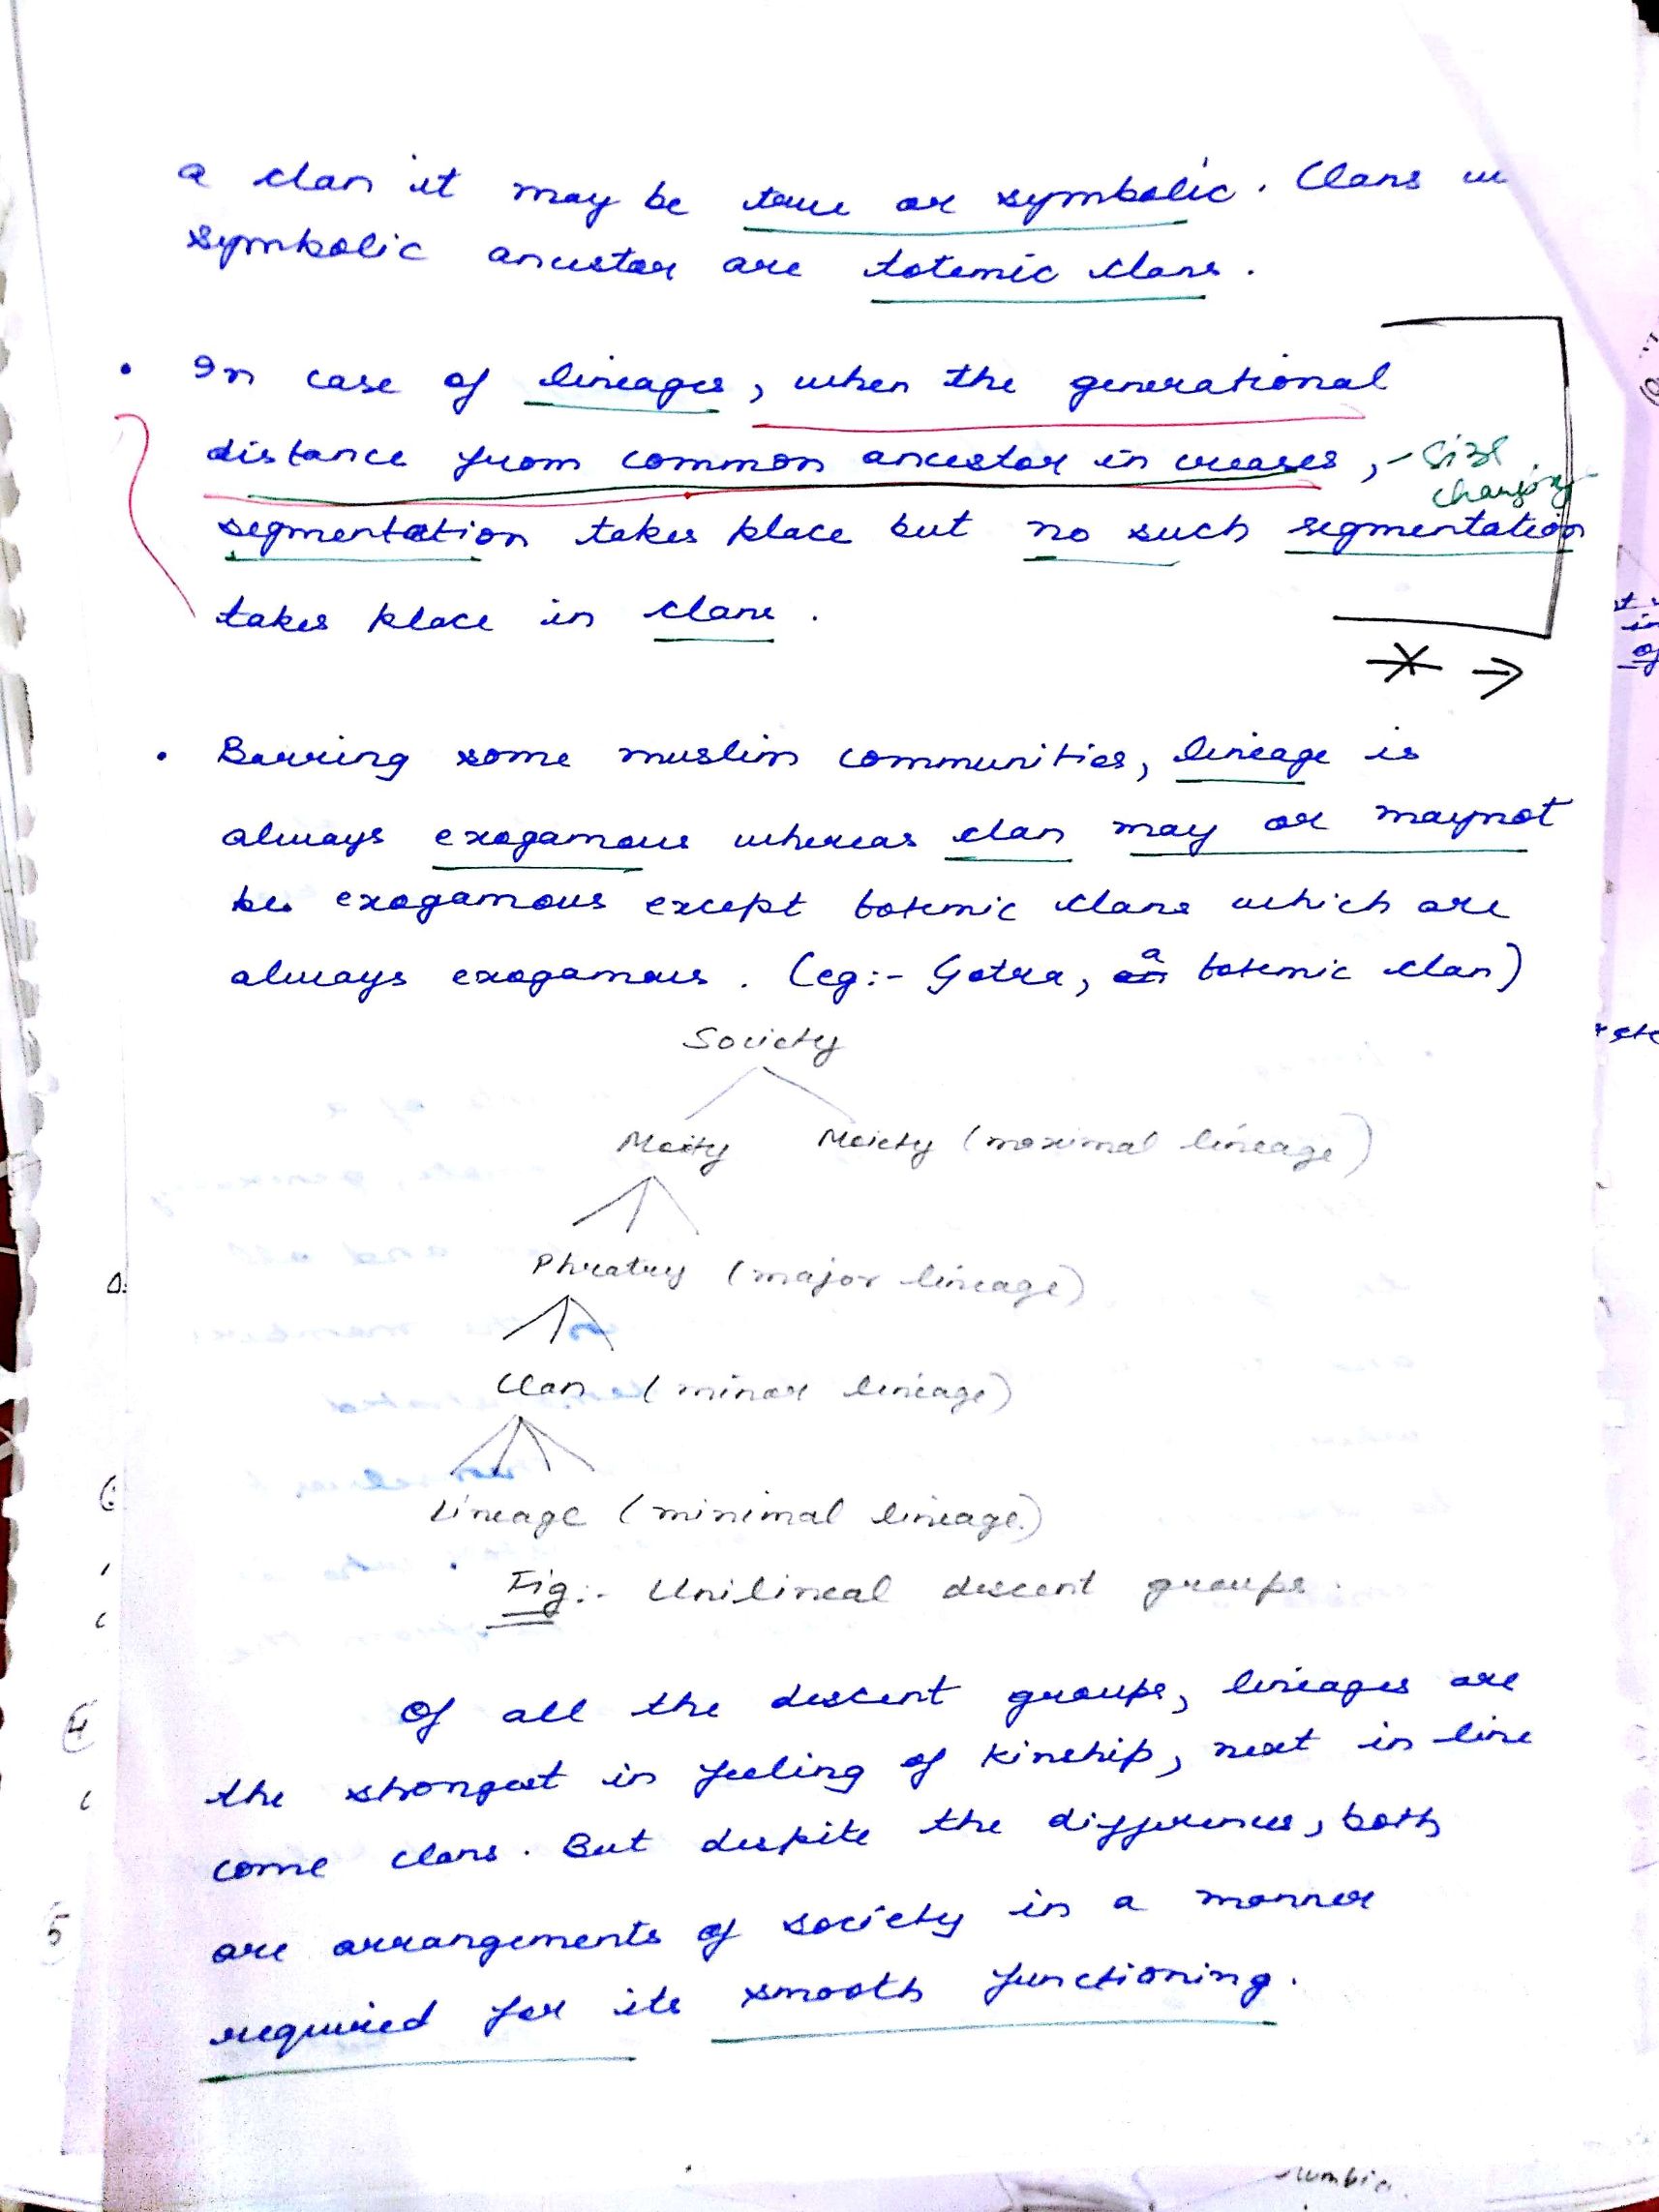 a clan it may be true or symbolic. Clans
symbolic ancestor are totemic clans.
• In case of lineages, when the generational
distance from common ancestor in creases, - size
changing
segmentation takes place but no such segmentation
takes place in clans.
• Barring some muslim communities, lineage is
always exogamous whereas clan may or maynot
be exogamous except totemic clans which are
always exogamous. (eg:- Gotra, a totemic clan)
Society
Moity Moiety (maximal lineage)
Phratry (major lineage)
Clan (minor lineage)
Lineage (minimal lineage.)
Fig:- Unilineal descent groups.
Of all the descent groups, lineages are
the strongest in feeling of kinship, next in line
come clans. But despite the differences, both
are arrangements of society in a manner
required for its smooth functioning.